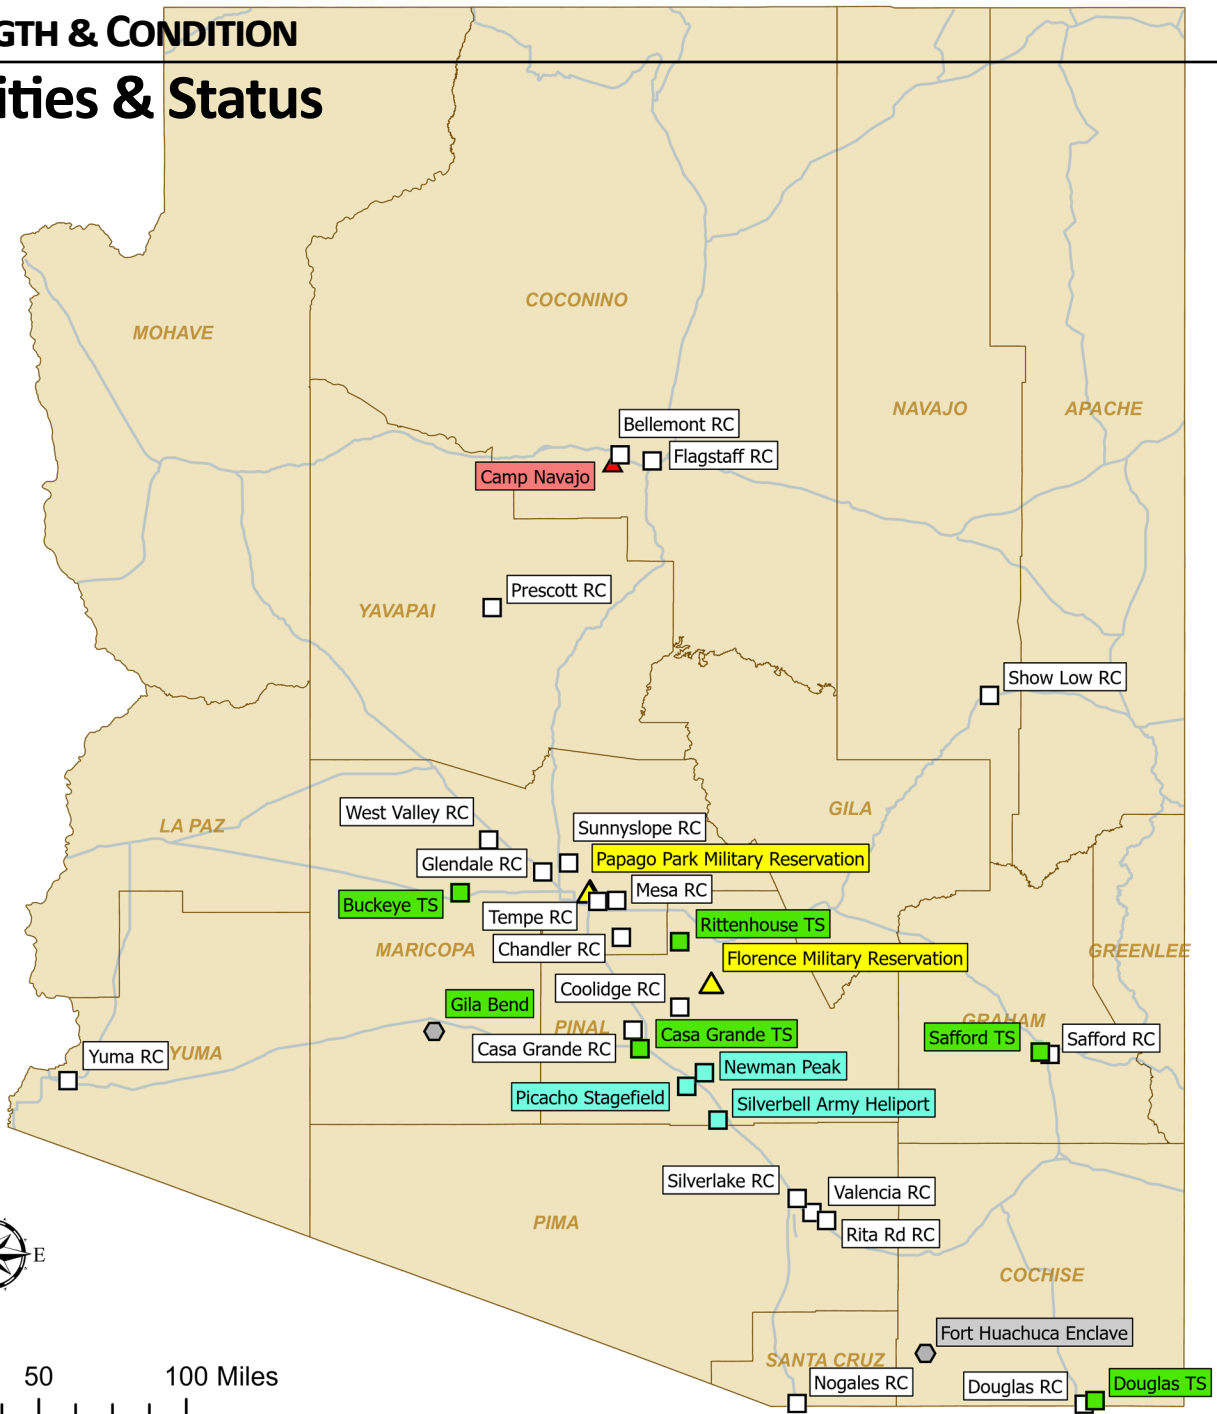 GTH & CONDITION
ities & Status
COCONINO
MOHAVE
NAVAJO
APACHE
Bellemont RC
Flagstaff RC
Camp Navajo
Prescott RC
YAVAPAI
Show Low RC
West Valley RC
GILA
LA PAZ
Sunnyslope RC
Glendale RC
Papago Park Military Reservation
Mesa RC
Buckeye TS
Tempe RC
Rittenhouse TS
Chandler RC
MARICOPA
GREENLEE
Florence Military Reservation
Coolidge RC
Gila Bend
PINAL
GRAHAM
Casa Grande TS
Safford TS
Safford RC
Casa Grande RC
Yuma RC
YUMA
Newman Peak
Picacho Stagefield
Silverbell Army Heliport
Silverlake RC
Valencia RC
PIMA
Rita Rd RC
E
COCHISE
Fort Huachuca Enclave
SANTA CRUZ
50
100 Miles
Nogales RC
Douglas RC
Douglas TS